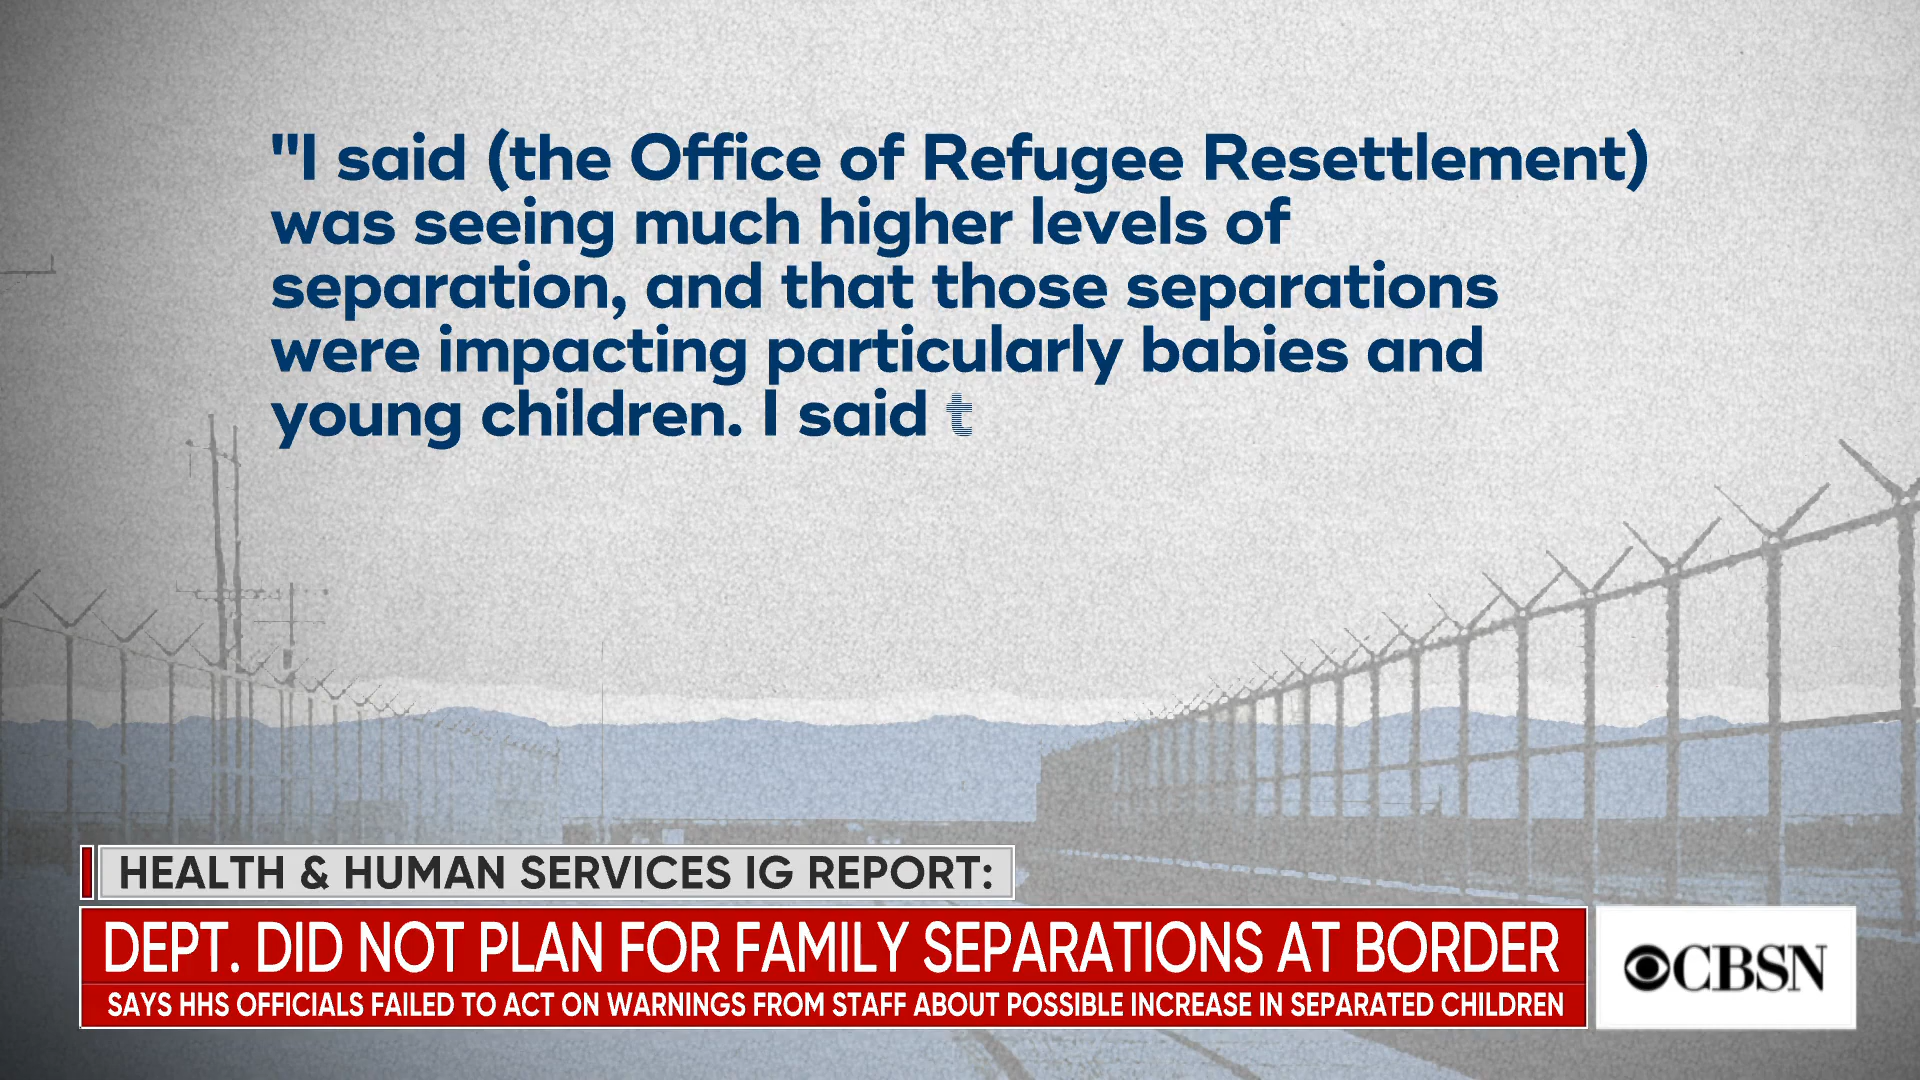 "I said (the Office of Refugee Resettlement)
was seeing much higher levels of
separation, and that those separations
were impacting particularly babies and
young children. I said t
HEALTH & HUMAN SERVICES IG REPORT:
DEPT. DID NOT PLAN FOR FAMILY SEPARATIONS AT BORDER
SAYS HHS OFFICIALS FAILED TO ACT ON WARNINGS FROM STAFF ABOUT POSSIBLE INCREASE IN SEPARATED CHILDREN
CBSN